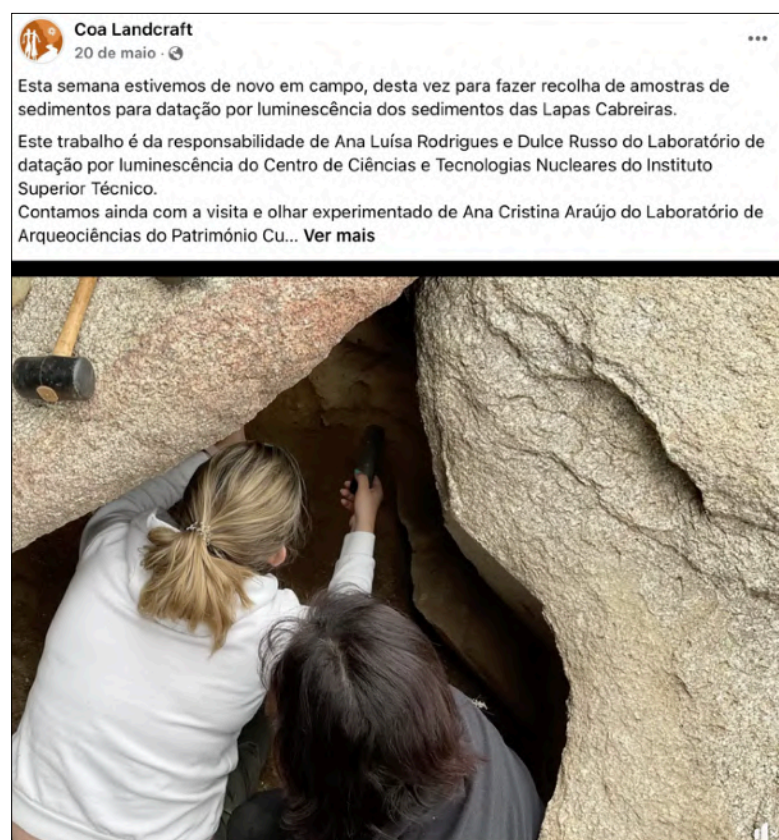 Coa Landcraft
20 de maio ·
Esta semana estivemos de novo em campo, desta vez para fazer recolha de amostras de
sedimentos para datação por luminescência dos sedimentos das Lapas Cabreiras.
Este trabalho é da responsabilidade de Ana Luísa Rodrigues e Dulce Russo do Laboratório de
datação por luminescência do Centro de Ciências e Tecnologias Nucleares do Instituto
Superior Técnico.
Contamos ainda com a visita e olhar experimentado de Ana Cristina Araújo do Laboratório de
Arqueociências do Património Cu... Ver mais